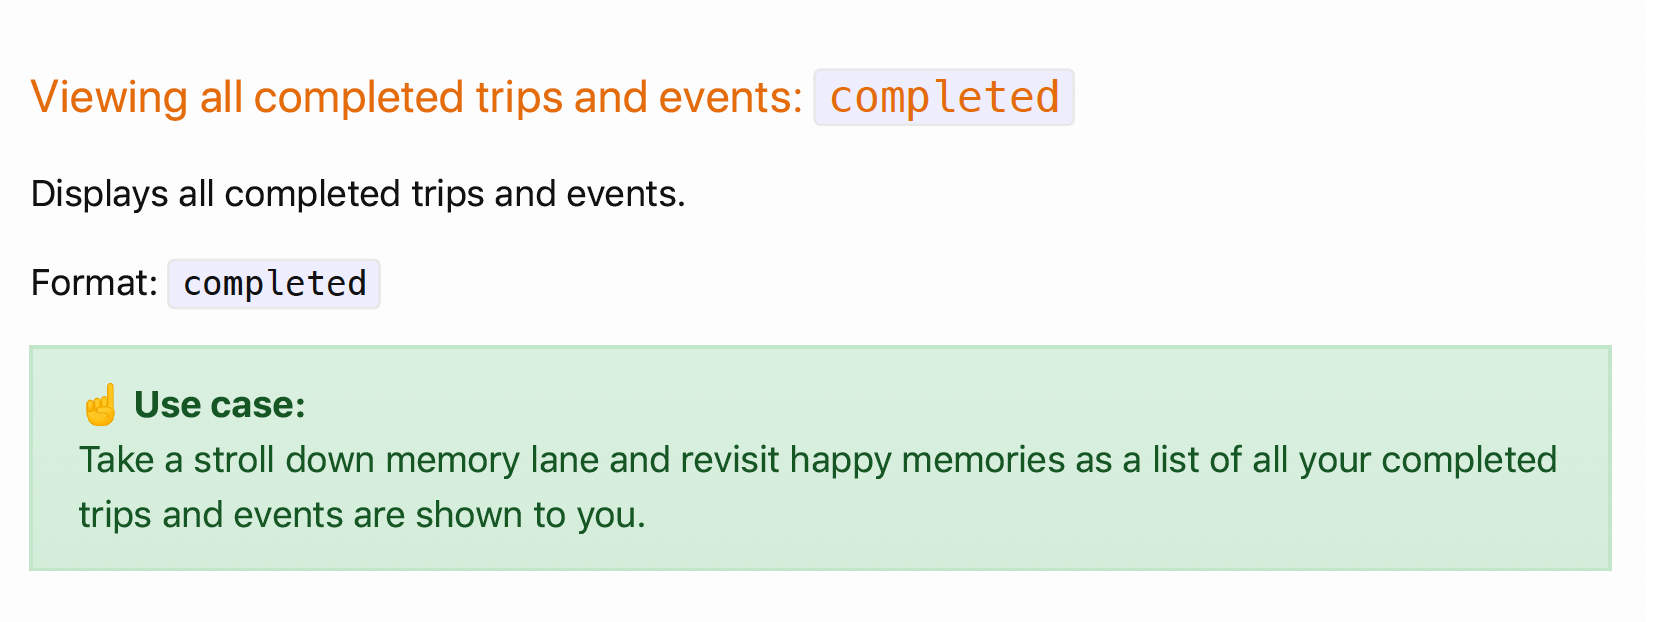 Viewing all completed trips and events: completed
Displays all completed trips and events.
Format: completed
☝️ Use case:
Take a stroll down memory lane and revisit happy memories as a list of all your completed
trips and events are shown to you.